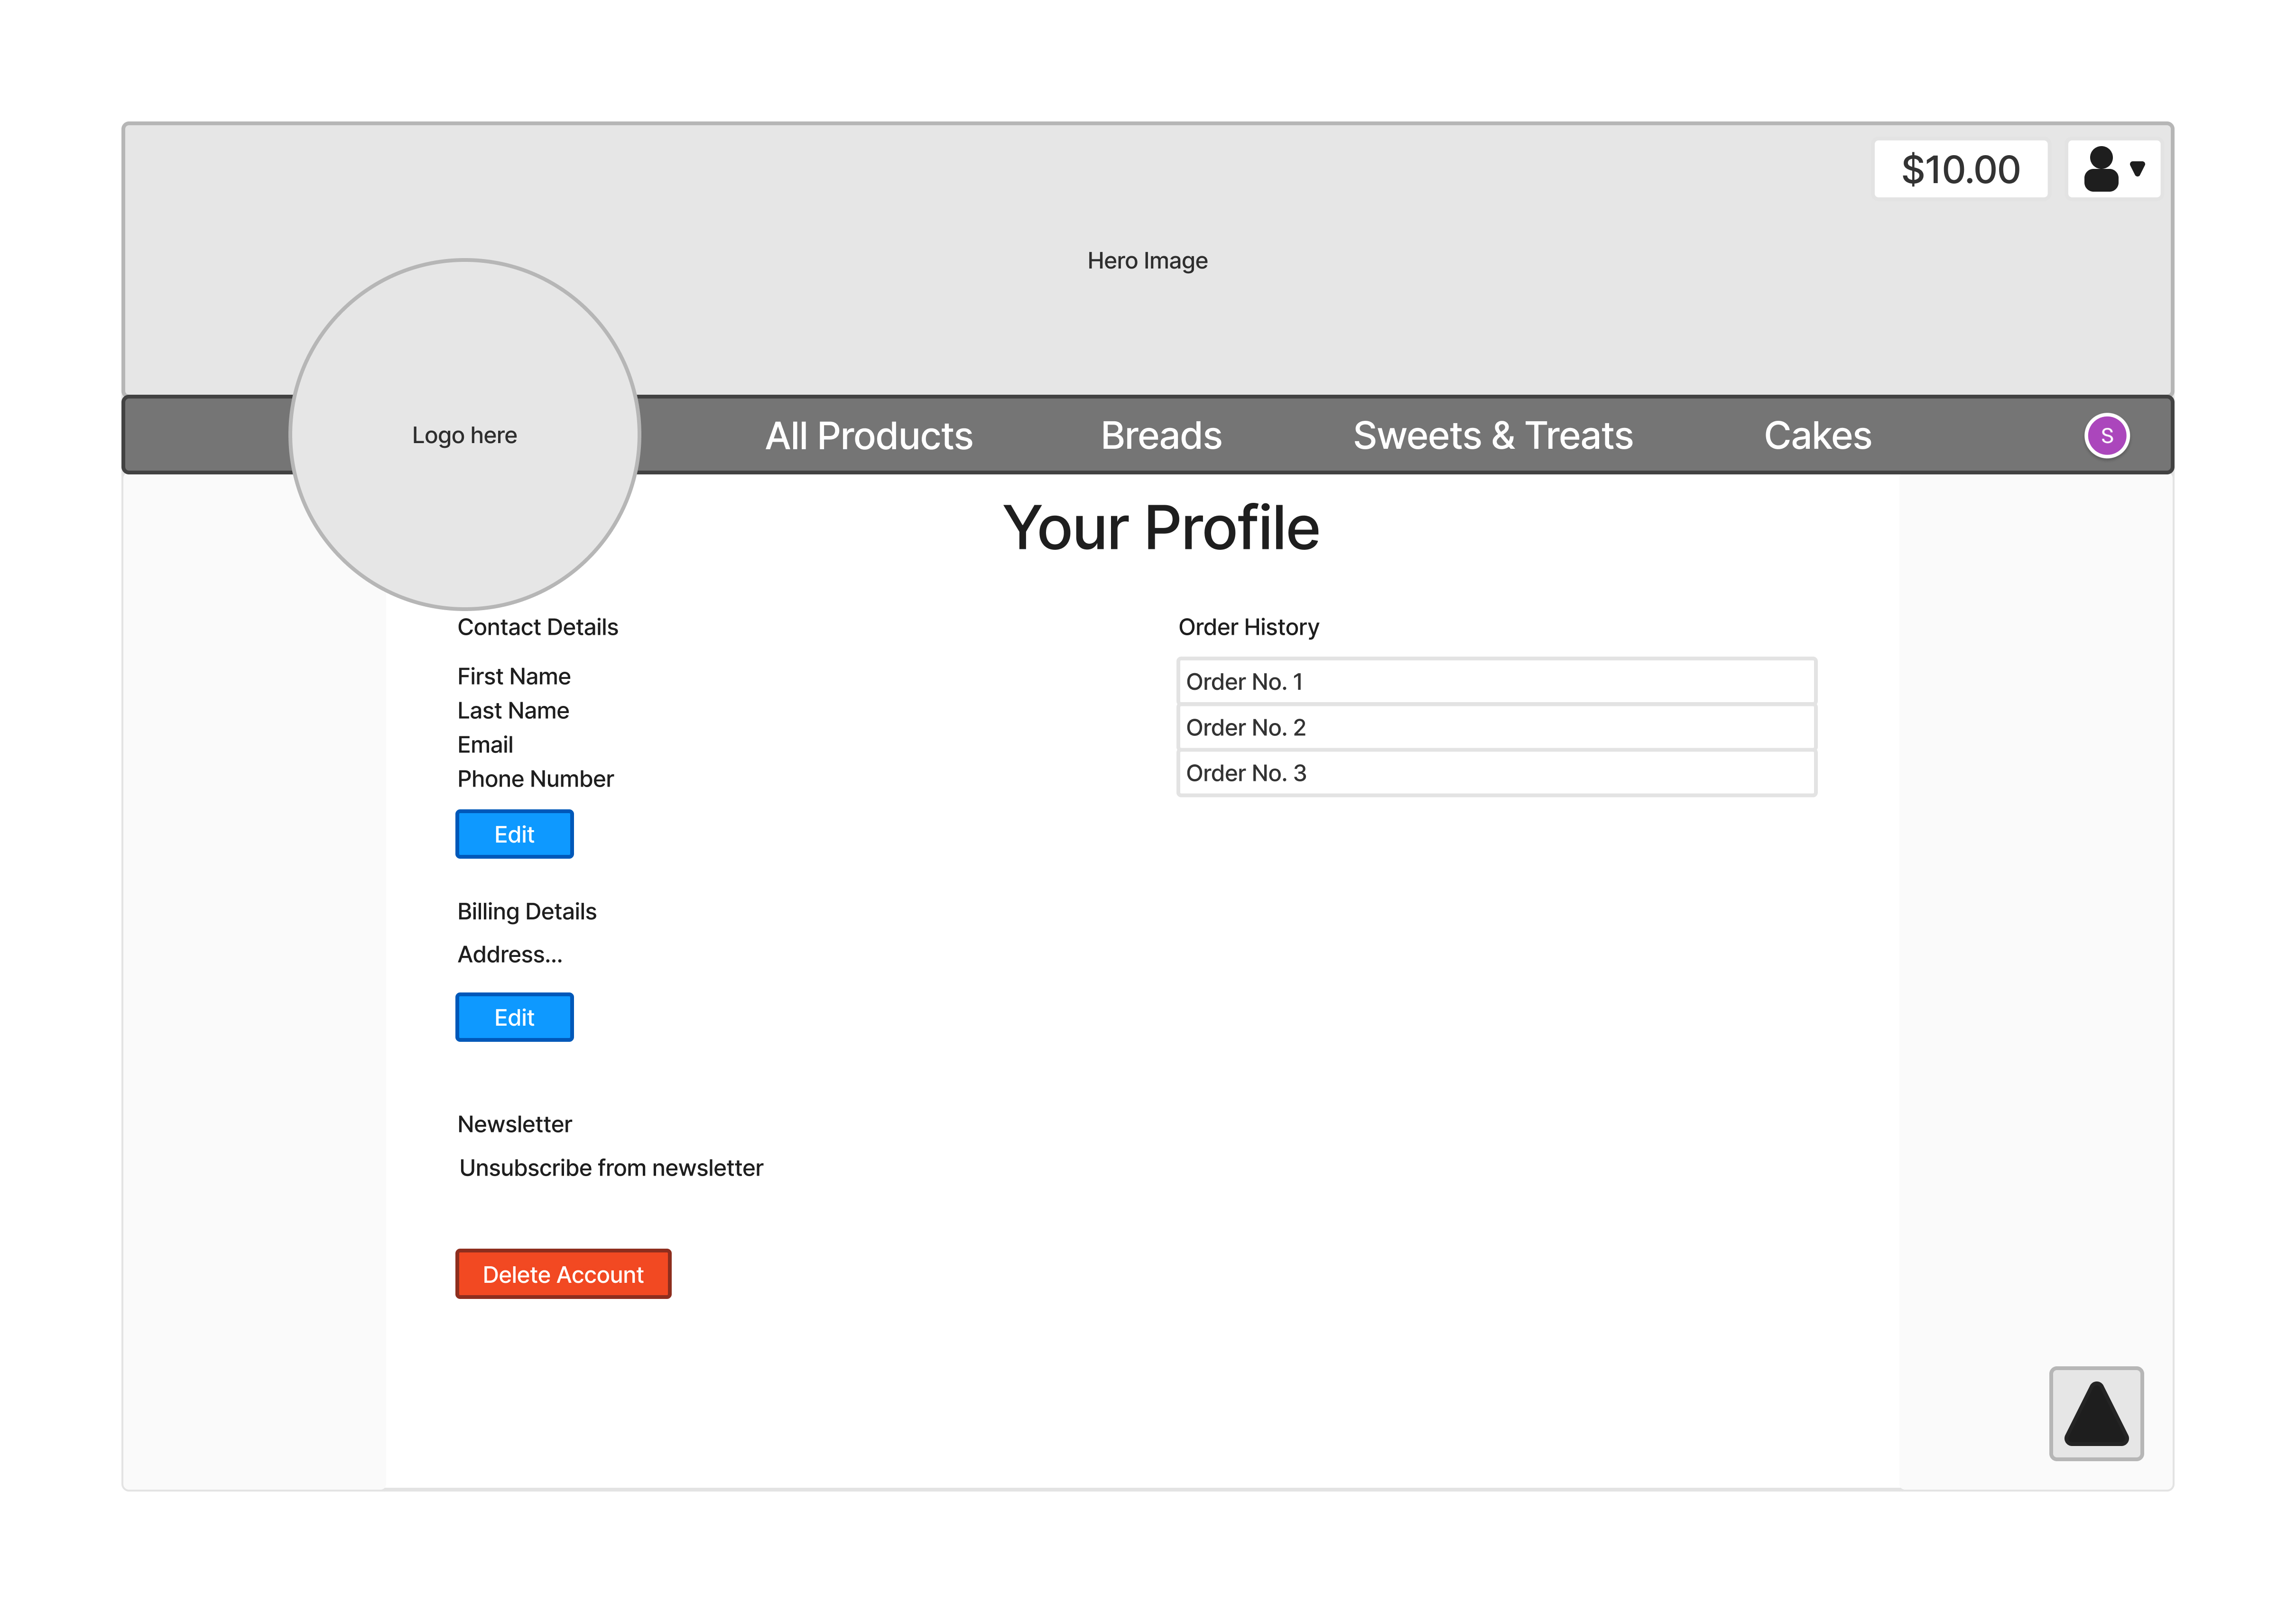 $10.00
Hero Image
Logo here
All Products
Breads
Sweets & Treats
Cakes
S
Your Profile
Contact Details
First Name
Last Name
Email
Phone Number
Edit
Billing Details
Address...
Edit
Newsletter
Unsubscribe from newsletter
Delete Account
Order History
Order No. 1
Order No. 2
Order No. 3